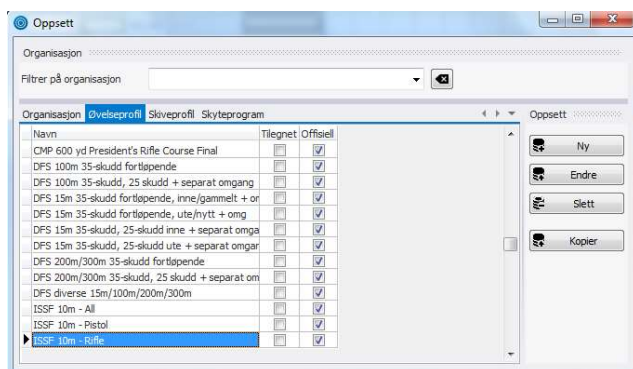 Oppsett
Organisasjon
Filtrer på organisasjon
Organisasjon Øvelseprofil Skiveprofil Skyteprogram
Oppsett
Navn Tilegnet Offisiell
CMP 600 yd President's Rifle Course Final
DFS 100m 35-skudd fortløpende
DFS 100m 35-skudd, 25 skudd + separat omgang
DFS 15m 35-skudd fortløpende, inne/gammelt + or
DFS 15m 35-skudd fortløpende, ute/nytt + omg
DFS 15m 35-skudd, 25-skudd inne + separat omga
DFS 15m 35-skudd, 25-skudd ute + separat omgar
DFS 200m/300m 35-skudd fortløpende
DFS 200m/300m 35-skudd, 25 skudd + separat om
DFS diverse 15m/100m/200m/300m
ISSF 10m - All
ISSF 10m - Pistol
ISSF 10m - Rifle
Ny
Endre
Slett
Kopier